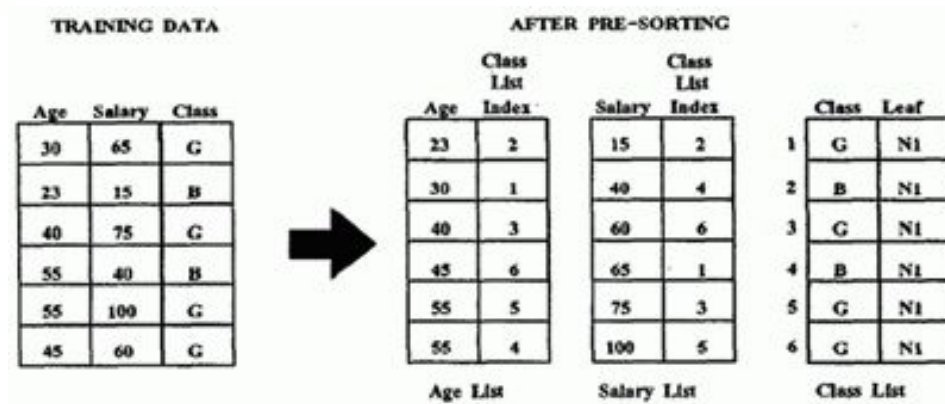 TRAINING DATA
AFTER PRE-SORTING
Age Salary Class
30 65 G
23 15 B
40 75 G
55 40 B
55 100 G
45 60 G
Class
List
Age Index
23 2
30 1
40 3
45 6
55 5
55 4
Age List
Class
List
Salary Index
15 2
40 4
60 6
65 1
75 3
100 5
Salary List
Class Leaf
1 G N1
2 B N1
3 G N1
4 B N1
5 G N1
6 G N1
Class List